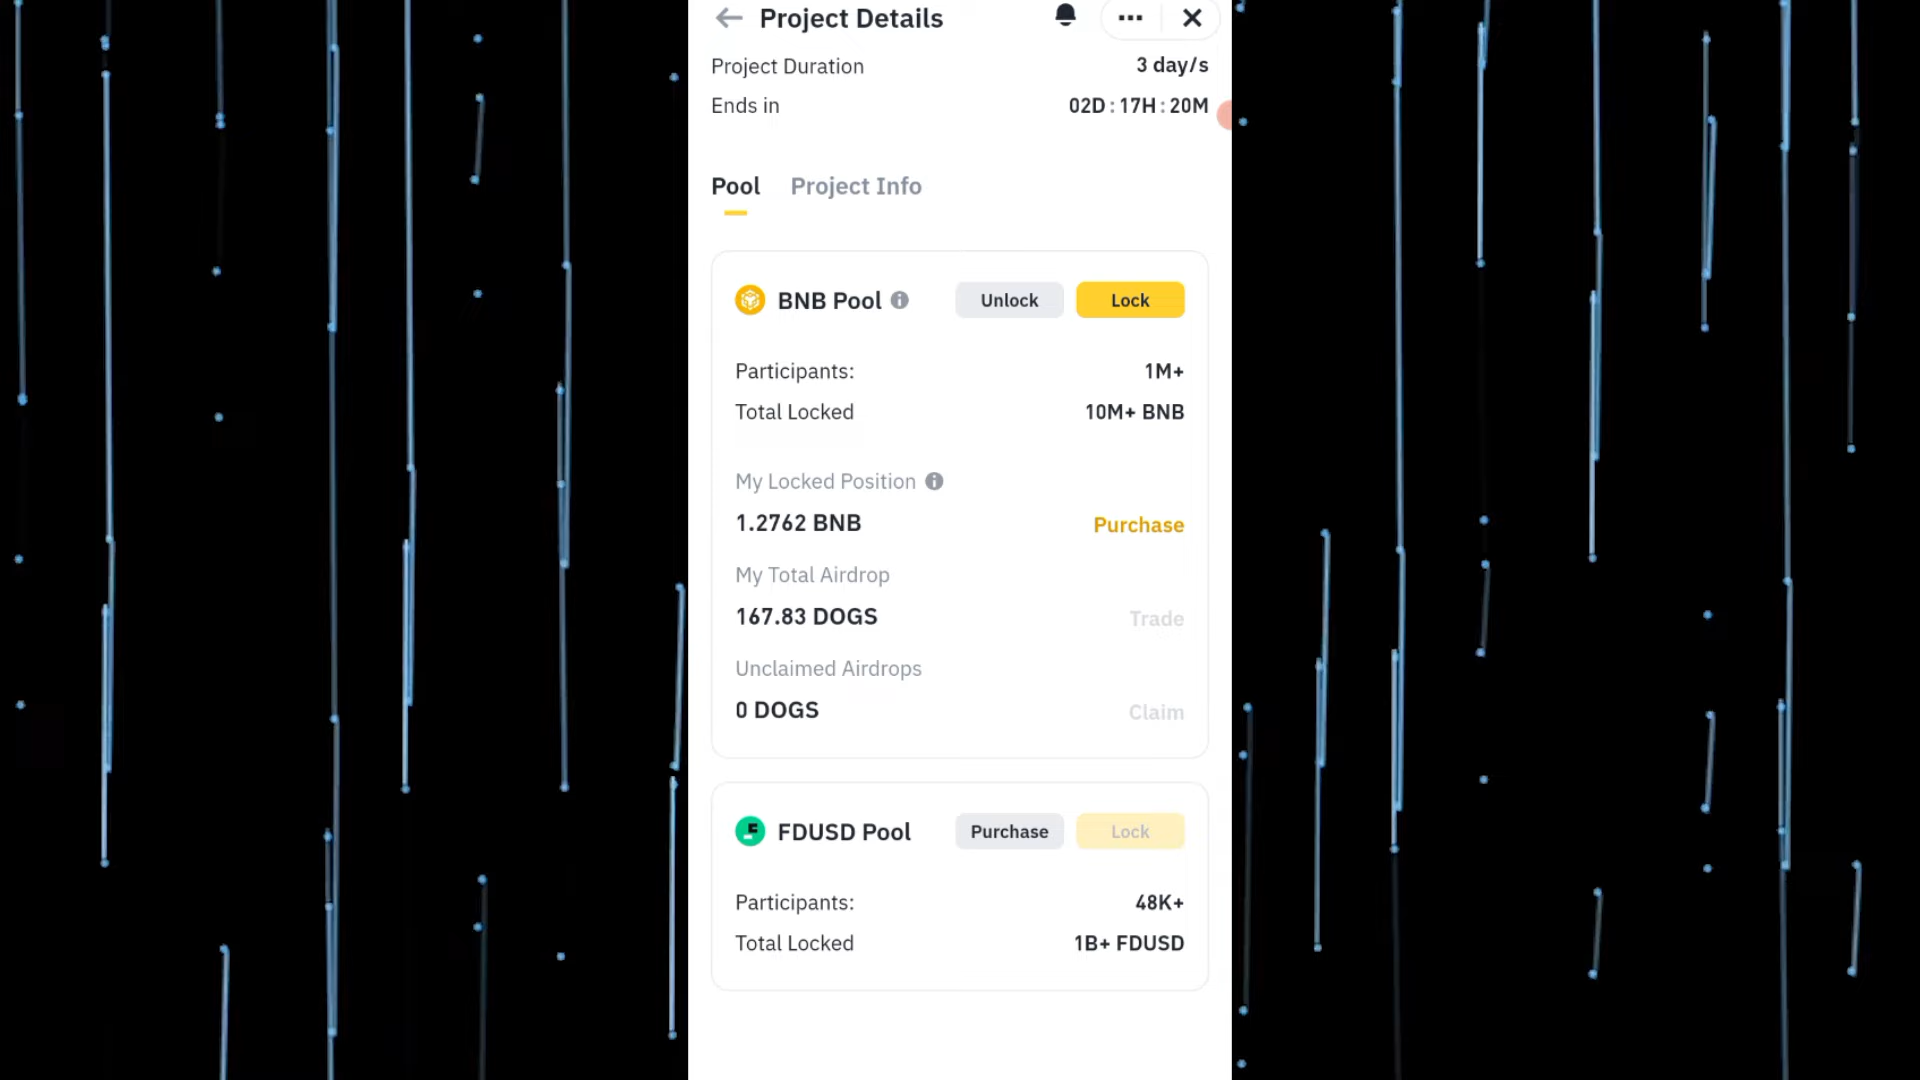 Project Details
Project Duration 3 day/s
Ends in 02D : 17H : 20M
Pool Project Info
BNB Pool Unlock Lock
Participants: 1M+
Total Locked 10M+ BNB
My Locked Position
1.2762 BNB Purchase
My Total Airdrop
167.83 DOGS Trade
Unclaimed Airdrops
0 DOGS Claim
FDUSD Pool Purchase Lock
Participants: 48K+
Total Locked 1B+ FDUSD